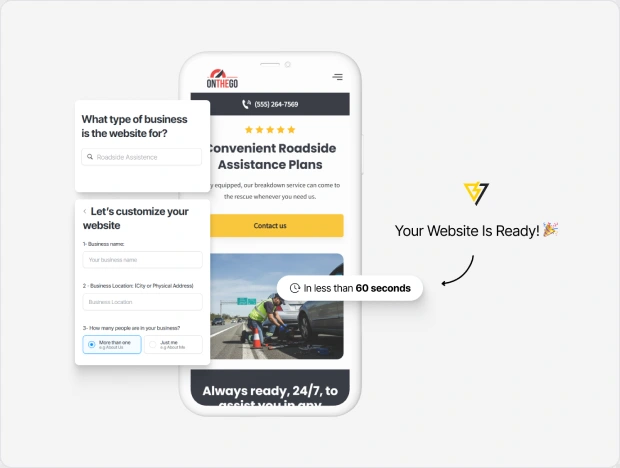 What type of business
is the website for?
Roadside Assistence
Let's customize your
website
1- Business name:
Your business name
2 - Business Location: (City or Physical Address)
Business Location
3- How many people are in your business?
More than one
e.g About Us
Just me
e.g About Me
ONTHEGO
(555) 264-7569
Convenient Roadside
Assistance Plans
y equipped, our breakdown service can come to
the rescue whenever you need us.
Contact us
In less than 60 seconds
Always ready, 24/7, to
assist you in any
Your Website Is Ready! 🎉